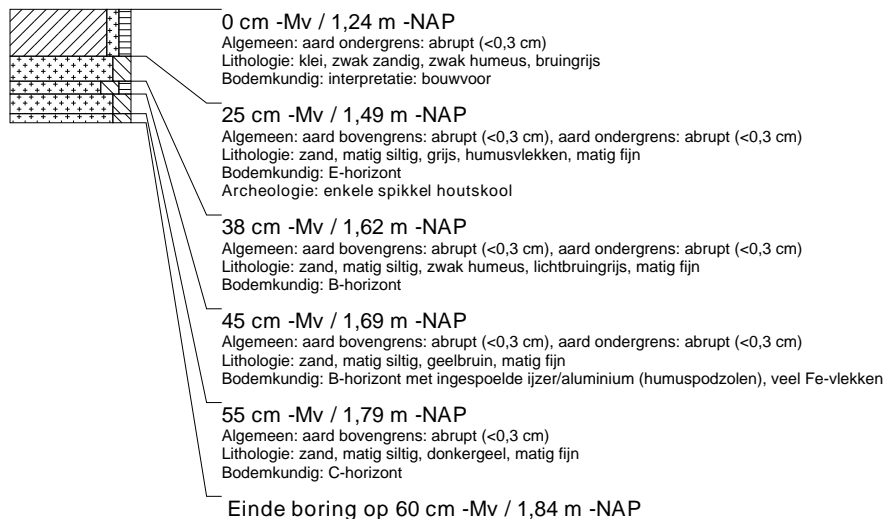 0 cm -Mv / 1,24 m -NAP
Algemeen: aard ondergrens: abrupt (<0,3 cm)
Lithologie: klei, zwak zandig, zwak humeus, bruingrijs
Bodemkundig: interpretatie: bouwvoor
25 cm -Mv / 1,49 m -NAP
Algemeen: aard bovengrens: abrupt (<0,3 cm), aard ondergrens: abrupt (<0,3 cm)
Lithologie: zand, matig siltig, grijs, humusvlekken, matig fijn
Bodemkundig: E-horizont
Archeologie: enkele spikkel houtskool
38 cm -Mv / 1,62 m -NAP
Algemeen: aard bovengrens: abrupt (<0,3 cm), aard ondergrens: abrupt (<0,3 cm)
Lithologie: zand, matig siltig, zwak humeus, lichtbruingrijs, matig fijn
Bodemkundig: B-horizont
45 cm -Mv / 1,69 m -NAP
Algemeen: aard bovengrens: abrupt (<0,3 cm), aard ondergrens: abrupt (<0,3 cm)
Lithologie: zand, matig siltig, geelbruin, matig fijn
Bodemkundig: B-horizont met ingespoelde ijzer/aluminium (humuspodzolen), veel Fe-vlekken
55 cm -Mv / 1,79 m -NAP
Algemeen: aard bovengrens: abrupt (<0,3 cm)
Lithologie: zand, matig siltig, donkergeel, matig fijn
Bodemkundig: C-horizont
Einde boring op 60 cm -Mv / 1,84 m -NAP